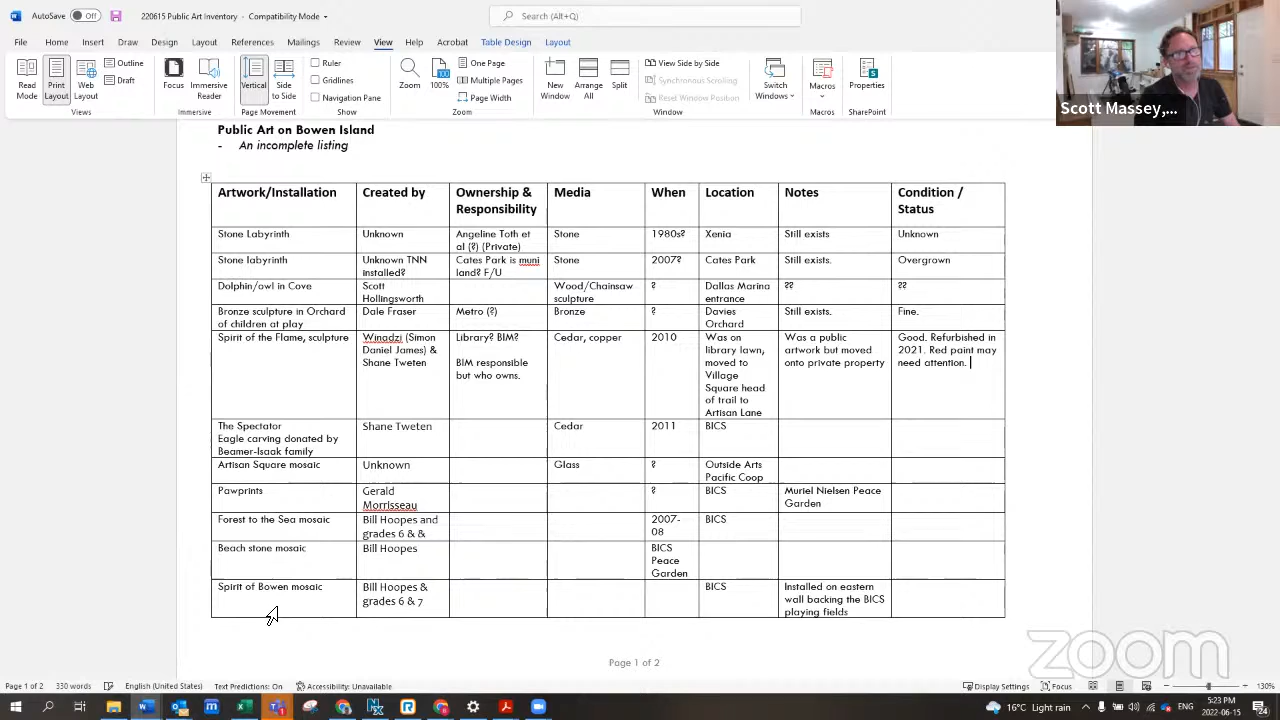 AutoSave Off 220615 Public Art Inventory - Compatibility Mode Search (Alt+Q)
File Home Insert Draw Design Layout References Mailings Review View Help Acrobat Table Design Layout
Read Mode Print Layout Web Layout Outline Draft Focus Immersive Reader Vertical Side to Side Ruler Gridlines Navigation Pane Zoom 100% One Page Multiple Pages Page Width New Window Arrange All Split View Side by Side Synchronous Scrolling Reset Window Position Switch Windows Macros Properties
Views Immersive Page Movement Show Zoom Window Macros SharePoint
Scott Massey,...
Public Art on Bowen Island
- An incomplete listing
Artwork/Installation Created by Ownership & Responsibility Media When Location Notes Condition / Status
Stone Labyrinth Unknown Angeline Toth et al (?) (Private) Stone 1980s? Xenia Still exists Unknown
Stone labyrinth Unknown TNN installed? Cates Park is muni land? F/U Stone 2007? Cates Park Still exists. Overgrown
Dolphin/owl in Cove Scott Hollingsworth Wood/Chainsaw sculpture ? Dallas Marina entrance ?? ??
Bronze sculpture in Orchard of children at play Dale Fraser Metro (?) Bronze ? Davies Orchard Still exists. Fine.
Spirit of the Flame, sculpture Winadzi (Simon Daniel James) & Shane Tweten Library? BIM? BIM responsible but who owns. Cedar, copper 2010 Was on library lawn, moved to Village Square head of trail to Artisan Lane Was a public artwork but moved onto private property Good. Refurbished in 2021. Red paint may need attention.
The Spectator Eagle carving donated by Beamer-Isaak family Shane Tweten Cedar 2011 BICS
Artisan Square mosaic Unknown Glass ? Outside Arts Pacific Coop
Pawprints Gerald Morrisseau ? BICS Muriel Nielsen Peace Garden
Forest to the Sea mosaic Bill Hoopes and grades 6 & & 2007-08 BICS
Beach stone mosaic Bill Hoopes BICS Peace Garden
Spirit of Bowen mosaic Bill Hoopes & grades 6 & 7 BICS Installed on eastern wall backing the BICS playing fields
Page 1 of 2
zoom
Page 1 of 2 330 words English (United States) Text Predictions: On Accessibility: Unavailable Display Settings Focus 130%
16°C Light rain ENG 5:23 PM 2022-06-15 24